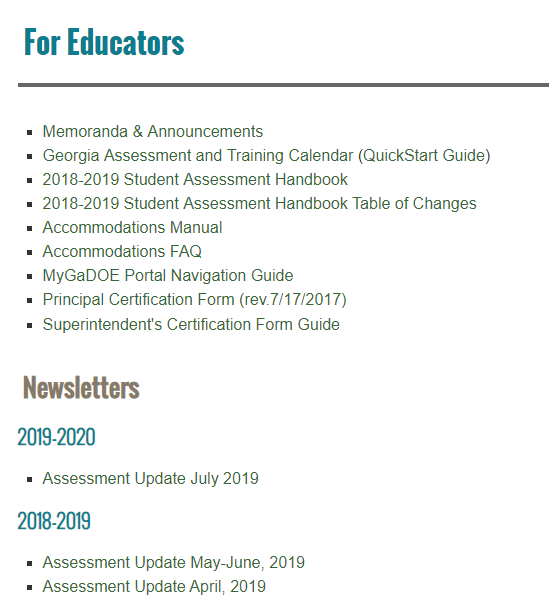 For Educators
Memoranda & Announcements
Georgia Assessment and Training Calendar (QuickStart Guide)
2018-2019 Student Assessment Handbook
2018-2019 Student Assessment Handbook Table of Changes
Accommodations Manual
Accommodations FAQ
MyGaDOE Portal Navigation Guide
Principal Certification Form (rev.7/17/2017)
Superintendent's Certification Form Guide
Newsletters
2019-2020
Assessment Update July 2019
2018-2019
Assessment Update May-June, 2019
Assessment Update April, 2019